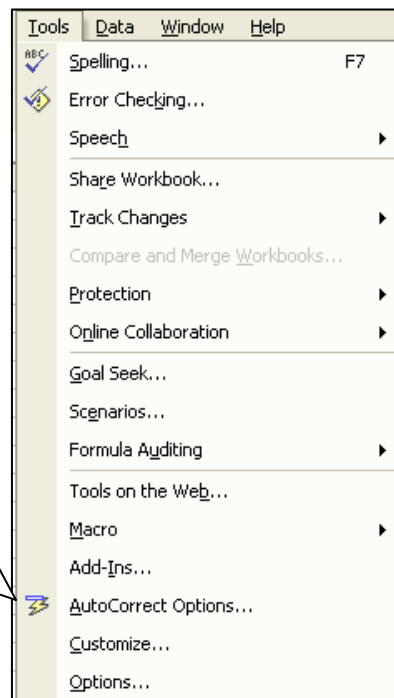 Tools Data Window Help
ABC Spelling... F7
Error Checking...
Speech
Share Workbook...
Track Changes
Compare and Merge Workbooks...
Protection
Online Collaboration
Goal Seek...
Scenarios...
Formula Auditing
Tools on the Web...
Macro
Add-Ins...
AutoCorrect Options...
Customize...
Options...